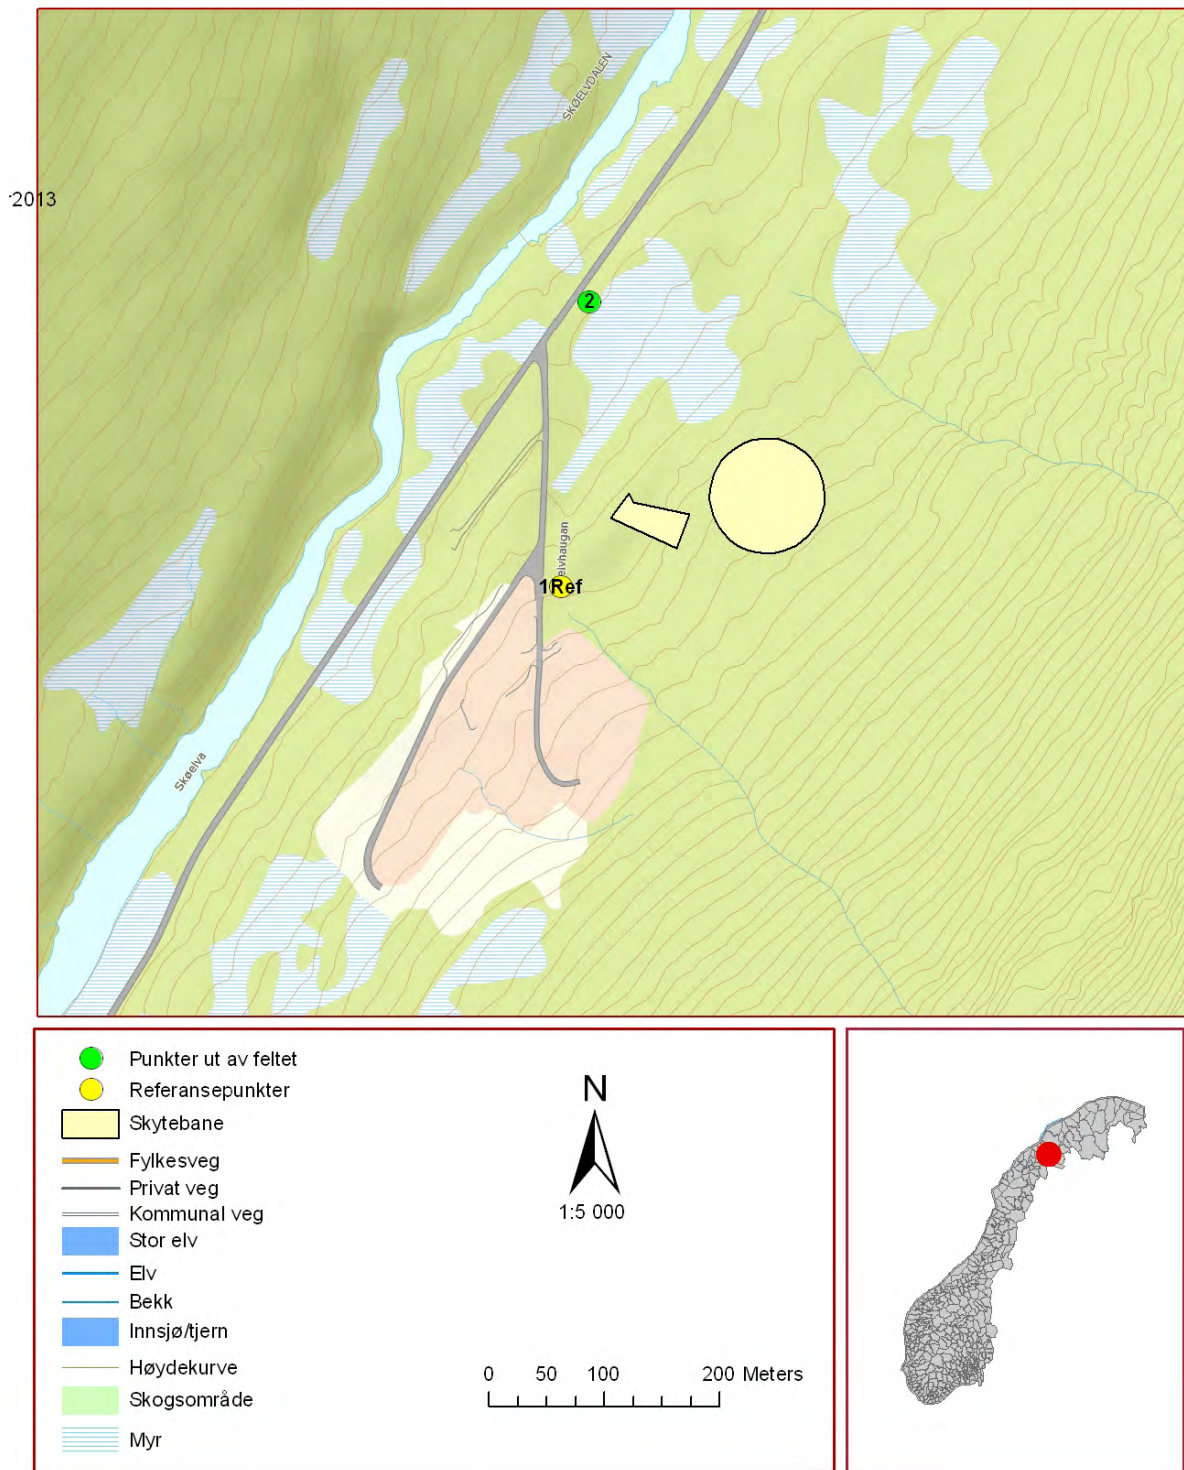 SKØELVDALEN
2013
2
elvhaugan
1Ref
Skøelva
Punkter ut av feltet
Referansepunkter
Skytebane
Fylkesveg
Privat veg
Kommunal veg
Stor elv
Elv
Bekk
Innsjø/tjern
Høydekurve
Skogsområde
Myr
N
1:5 000
0 50 100 200 Meters